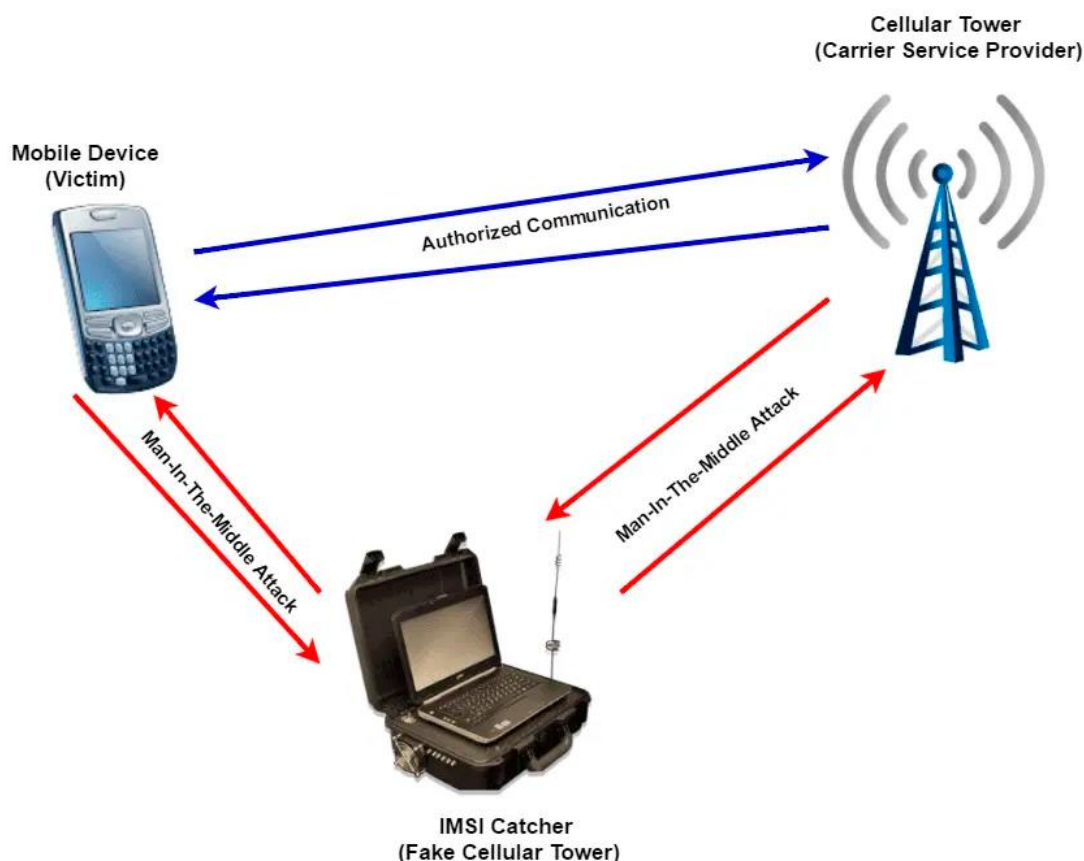 Cellular Tower
(Carrier Service Provider)
Mobile Device
(Victim)
Authorized Communication
Man-In-The-Middle Attack
Man-In-The-Middle Attack
IMSI Catcher
(Fake Cellular Tower)